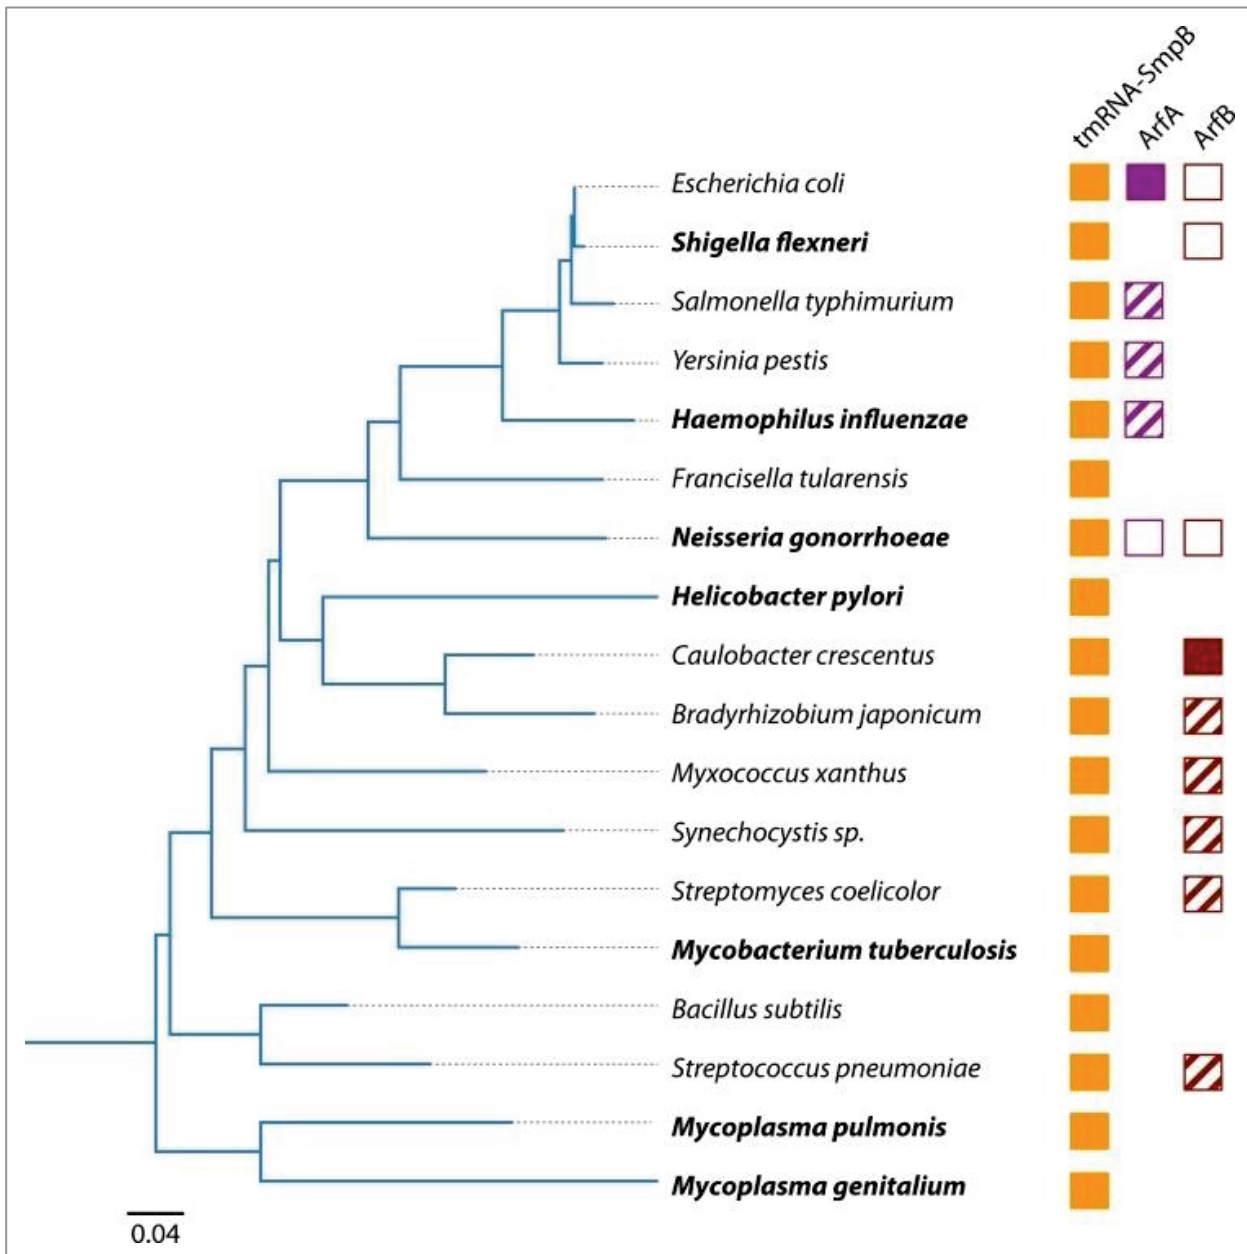 tmRNA-SmpB
ArfA
ArfB
Escherichia coli
Shigella flexneri
Salmonella typhimurium
Yersinia pestis
Haemophilus influenzae
Francisella tularensis
Neisseria gonorrhoeae
Helicobacter pylori
Caulobacter crescentus
Bradyrhizobium japonicum
Myxococcus xanthus
Synechocystis sp.
Streptomyces coelicolor
Mycobacterium tuberculosis
Bacillus subtilis
Streptococcus pneumoniae
Mycoplasma pulmonis
Mycoplasma genitalium
0.04